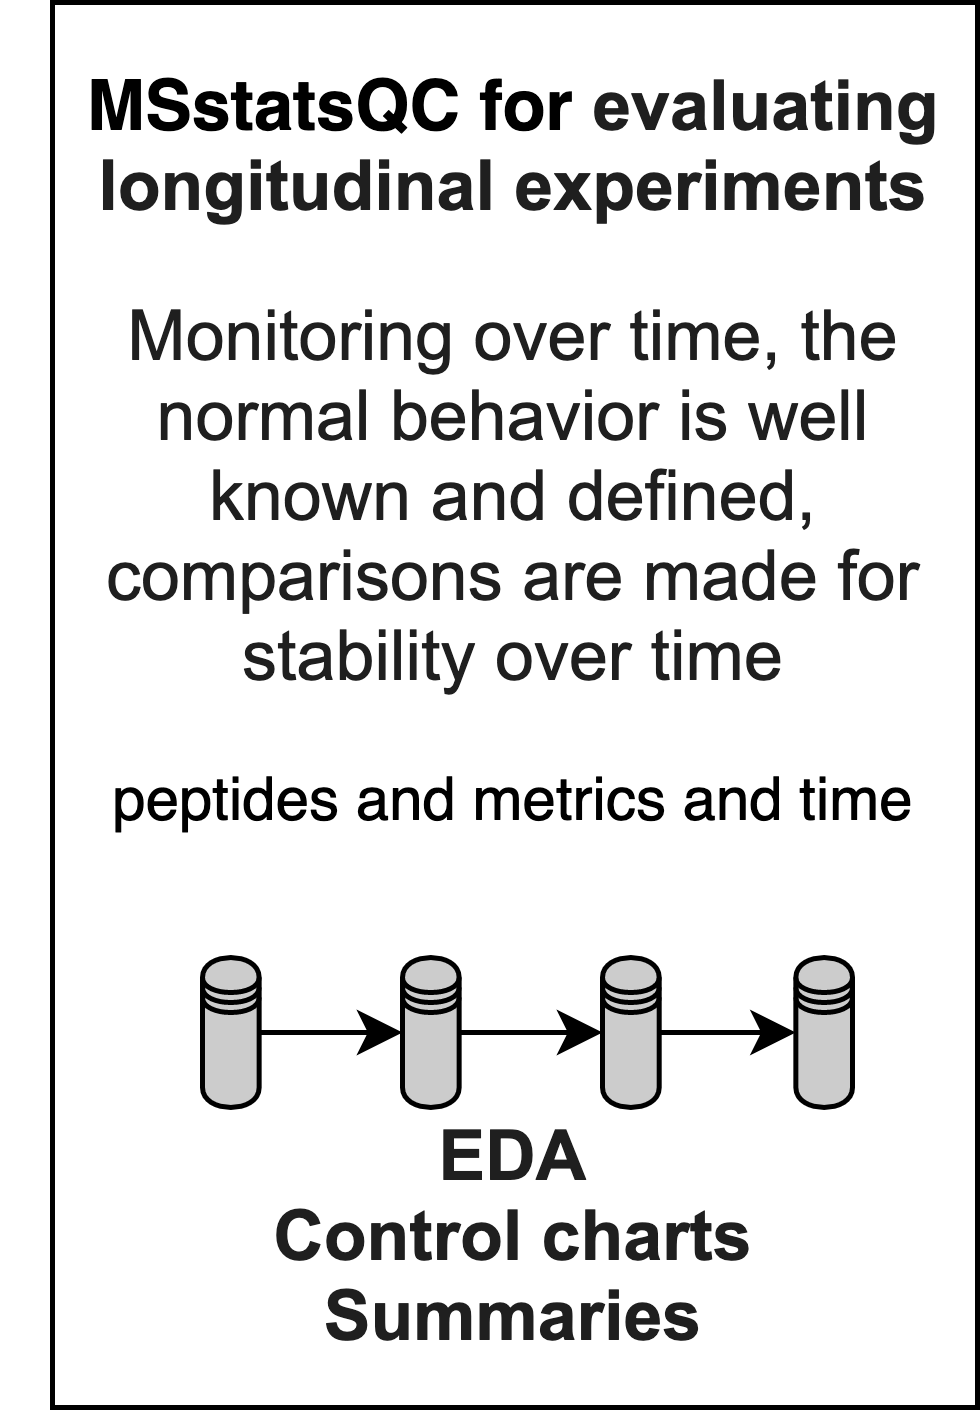 MSstatsQC for evaluating
longitudinal experiments
Monitoring over time, the
normal behavior is well
known and defined,
comparisons are made for
stability over time
peptides and metrics and time
EDA
Control charts
Summaries